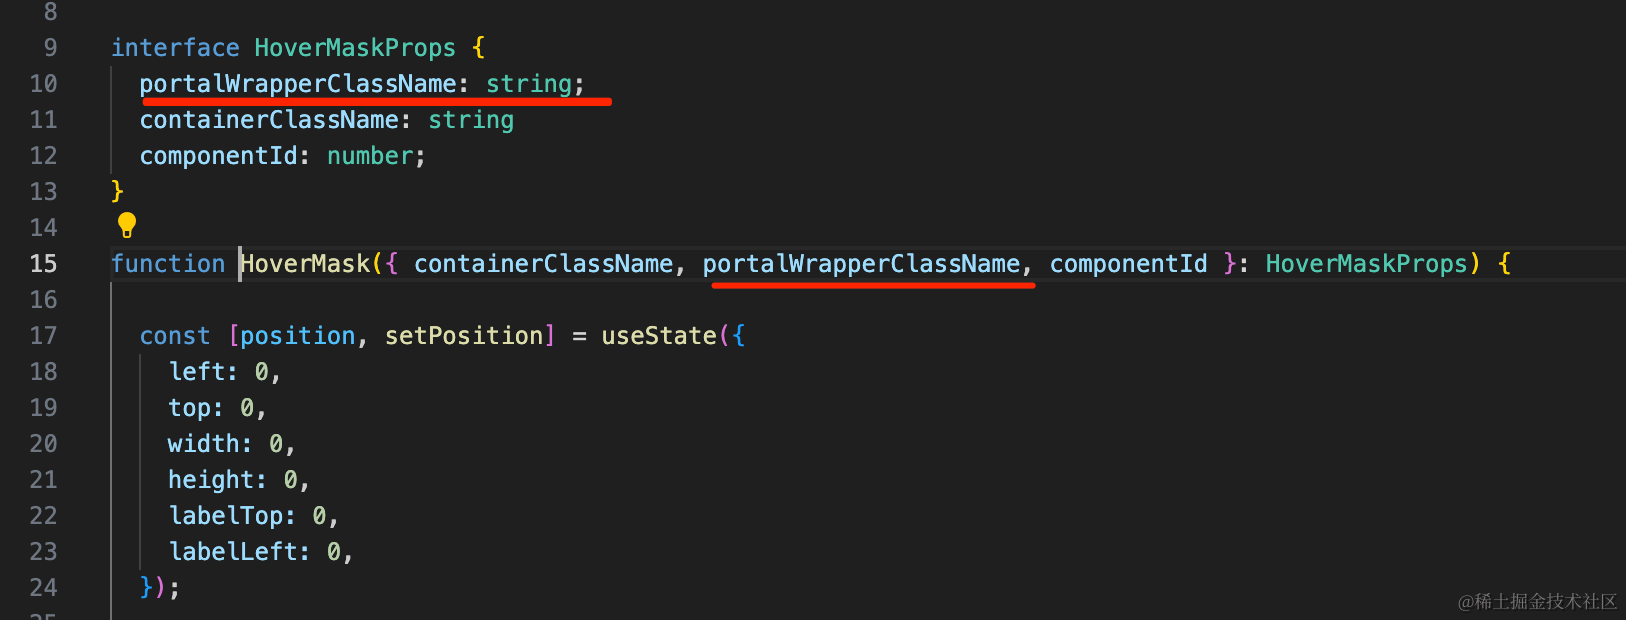 8
9 interface HoverMaskProps {
10 portalWrapperClassName: string;
11 containerClassName: string
12 componentId: number;
13 }
14
15 function HoverMask({ containerClassName, portalWrapperClassName, componentId }: HoverMaskProps) {
16
17 const [position, setPosition] = useState({
18 left: 0,
19 top: 0,
20 width: 0,
21 height: 0,
22 labelTop: 0,
23 labelLeft: 0,
24 });
25
@稀土掘金技术社区